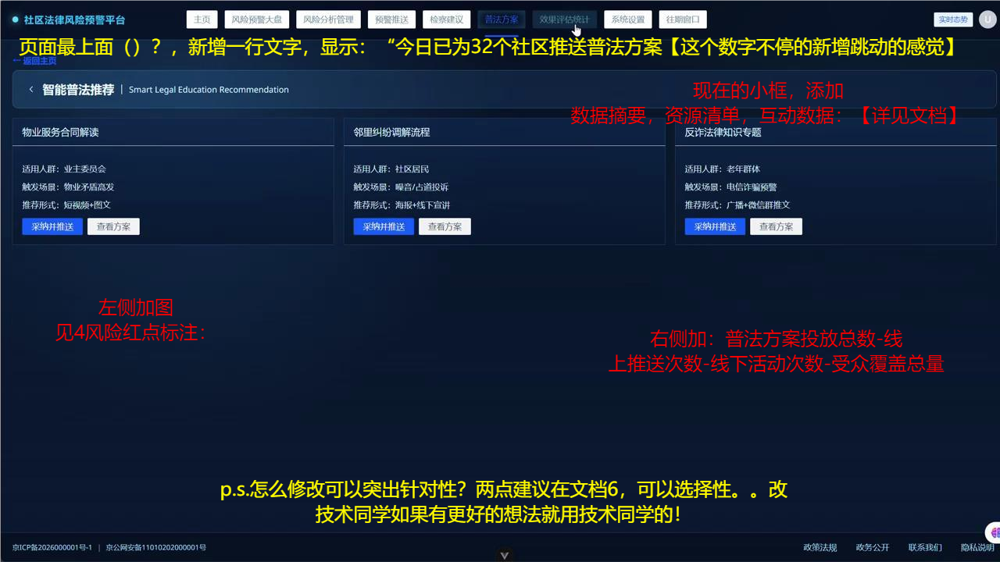 社区法律风险预警平台
主页
风险预警大盘
风险分析管理
预警推送
检察建议
普法方案
效果评估统计
系统设置
往期窗口
实时态势
U
页面最上面（）？，新增一行文字，显示：“今日已为32个社区推送普法方案【这个数字不停的新增跳动的感觉】
←返回主页
‹ 智能普法推荐 | Smart Legal Education Recommendation
现在的小框，添加
数据摘要，资源清单，互动数据：【详见文档】
物业服务合同解读
适用人群：业主委员会
触发场景：物业矛盾高发
推荐形式：短视频+图文
采纳并推送 查看方案
邻里纠纷调解流程
适用人群：社区居民
触发场景：噪音/占道投诉
推荐形式：海报+线下宣讲
采纳并推送 查看方案
反诈法律知识专题
适用人群：老年群体
触发场景：电信诈骗预警
推荐形式：广播+微信群推文
采纳并推送 查看方案
左侧加图
见4风险红点标注：
右侧加：普法方案投放总数-线
上推送次数-线下活动次数-受众覆盖总量
p.s.怎么修改可以突出针对性？两点建议在文档6，可以选择性。。改
技术同学如果有更好的想法就用技术同学的！
京ICP备2026000001号-1 | 京公网安备11010202000001号
政策法规 政务公开 联系我们 隐私说明